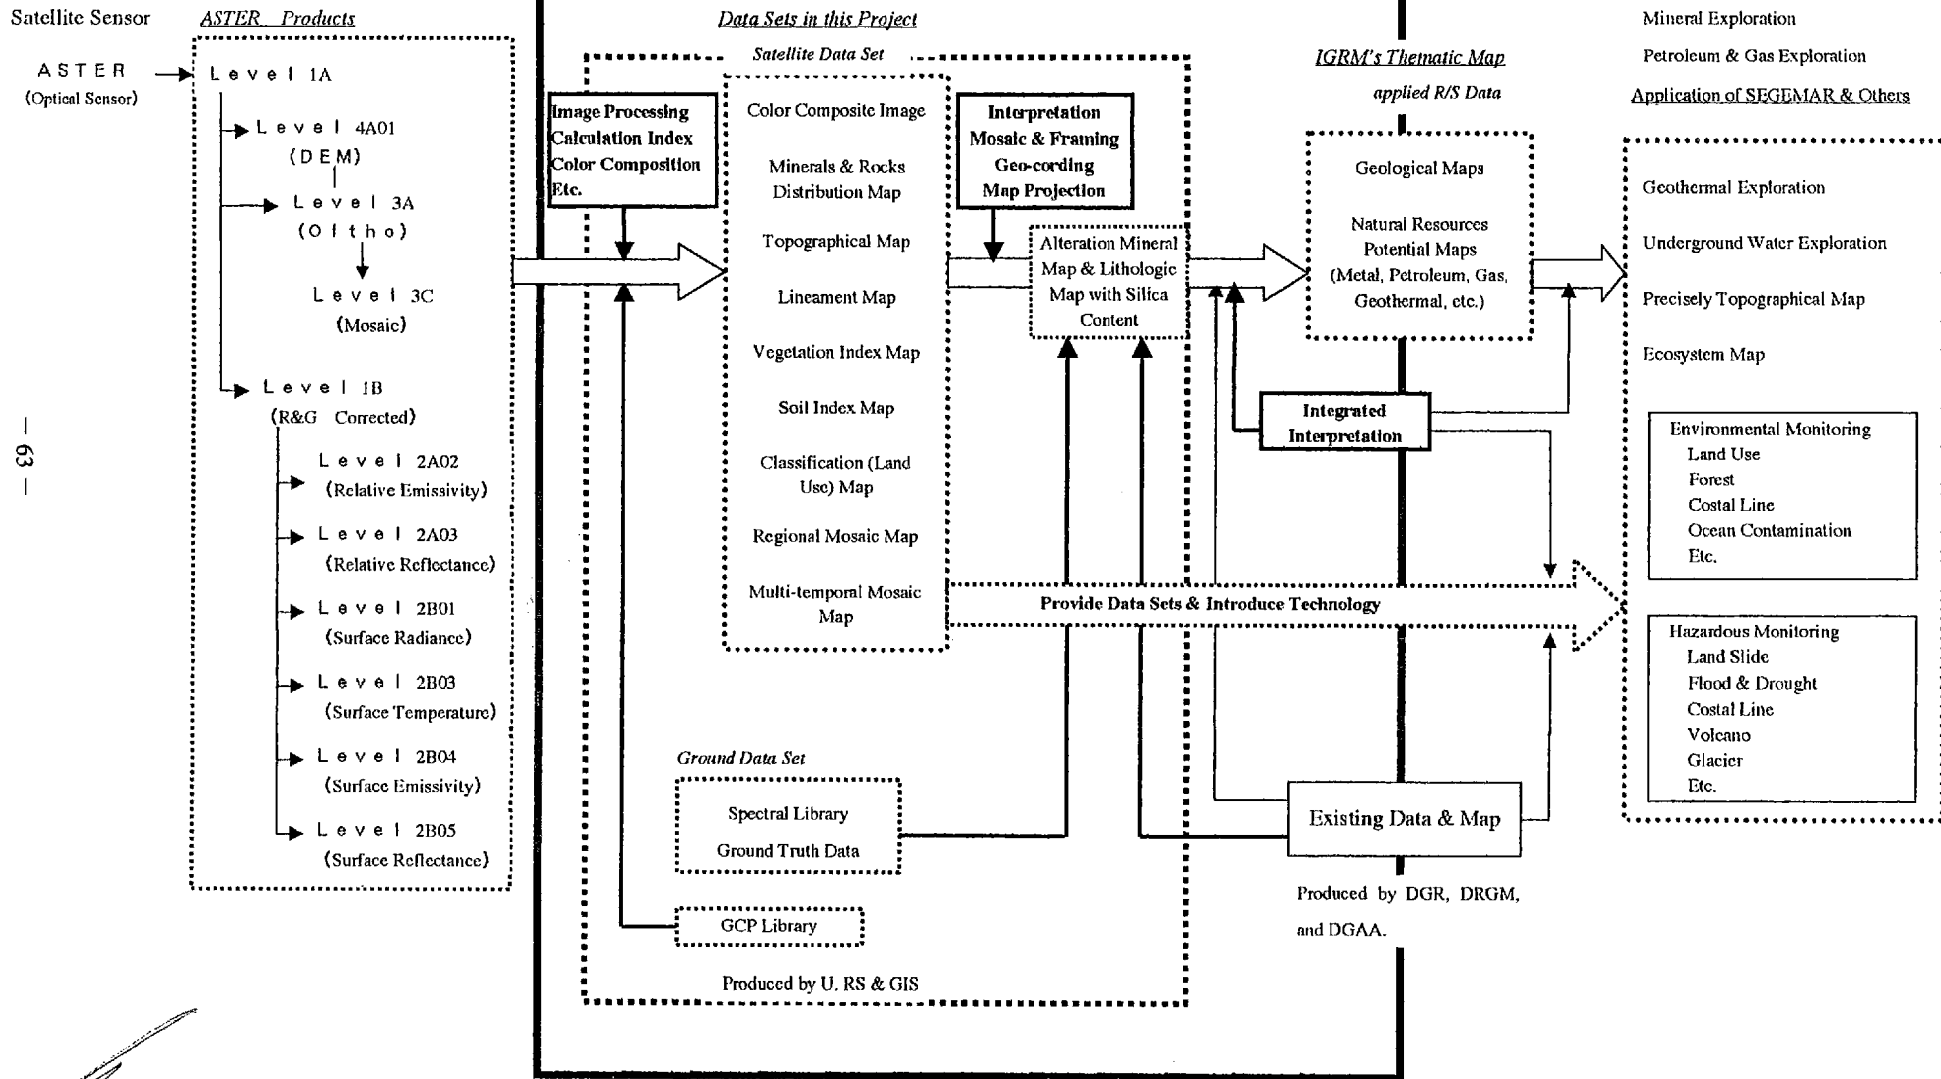 Satellite Sensor
ASTER
(Optical Sensor)
ASTER Products
Level 1A
Level 4A01
(DEM)
Level 3A
(Oltho)
Level 3C
(Mosaic)
Level 1B
(R&G Corrected)
Level 2A02
(Relative Emissivity)
Level 2A03
(Relative Reflectance)
Level 2B01
(Surface Radiance)
Level 2B03
(Surface Temperature)
Level 2B04
(Surface Emissivity)
Level 2B05
(Surface Reflectance)
Data Sets in this Project
Satellite Data Set
Image Processing
Calculation Index
Color Composition
Etc.
Color Composite Image
Minerals & Rocks
Distribution Map
Topographical Map
Lineament Map
Vegetation Index Map
Soil Index Map
Classification (Land
Use) Map
Regional Mosaic Map
Multi-temporal Mosaic
Map
Interpretation
Mosaic & Framing
Geo-cording
Map Projection
Alteration Mineral
Map & Lithologic
Map with Silica
Content
Provide Data Sets & Introduce Technology
Ground Data Set
Spectral Library
Ground Truth Data
GCP Library
Produced by U. RS & GIS
IGRM's Thematic Map
applied R/S Data
Geological Maps
Natural Resources
Potential Maps
(Metal, Petroleum, Gas,
Geothermal, etc.)
Integrated
Interpretation
Existing Data & Map
Produced by DGR, DRGM,
and DGAA.
Mineral Exploration
Petroleum & Gas Exploration
Application of SEGEMAR & Others
Geothermal Exploration
Underground Water Exploration
Precisely Topographical Map
Ecosystem Map
Environmental Monitoring
Land Use
Forest
Costal Line
Ocean Contamination
Etc.
Hazardous Monitoring
Land Slide
Flood & Drought
Costal Line
Volcano
Glacier
Etc.
— 63 —